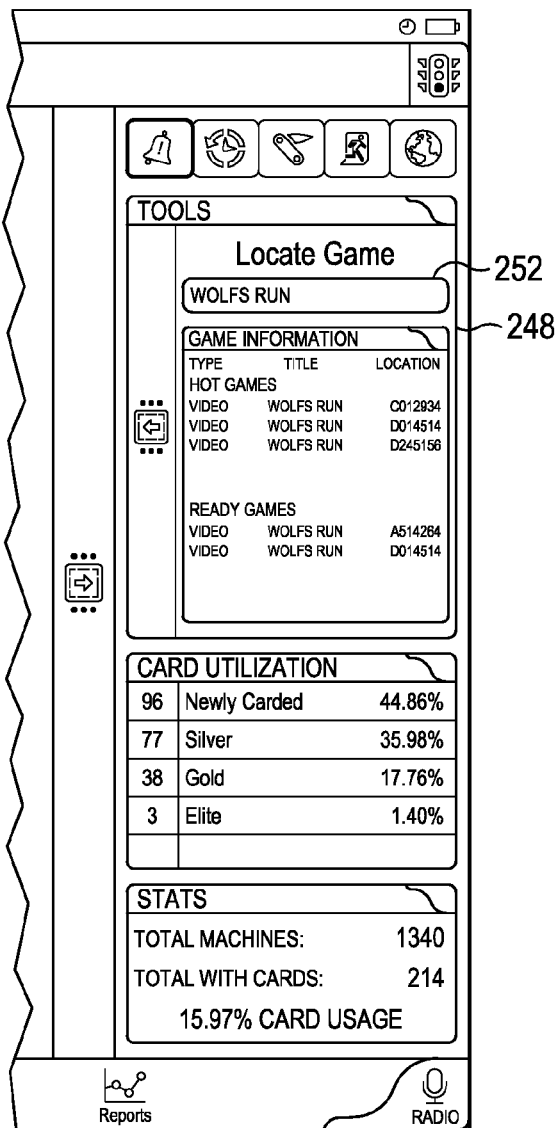 TOOLS
Locate Game
252
WOLFS RUN
248
GAME INFORMATION
TYPE TITLE LOCATION
HOT GAMES
VIDEO WOLFS RUN C012934
VIDEO WOLFS RUN D014514
VIDEO WOLFS RUN D245156
READY GAMES
VIDEO WOLFS RUN A514264
VIDEO WOLFS RUN D014514
CARD UTILIZATION
96 Newly Carded 44.86%
77 Silver 35.98%
38 Gold 17.76%
3 Elite 1.40%
STATS
TOTAL MACHINES: 1340
TOTAL WITH CARDS: 214
15.97% CARD USAGE
Reports
RADIO